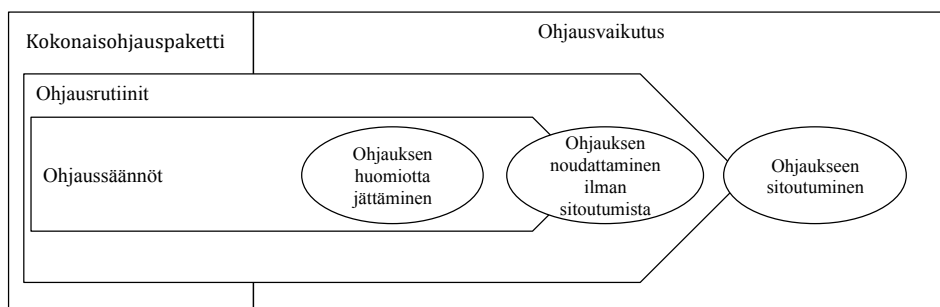 Kokonaisohjauspaketti
Ohjausvaikutus
Ohjausrutiinit
Ohjaussäännöt
Ohjauksen
huomiotta
jättäminen
Ohjauksen
noudattaminen
ilman
sitoutumista
Ohjaukseen
sitoutuminen